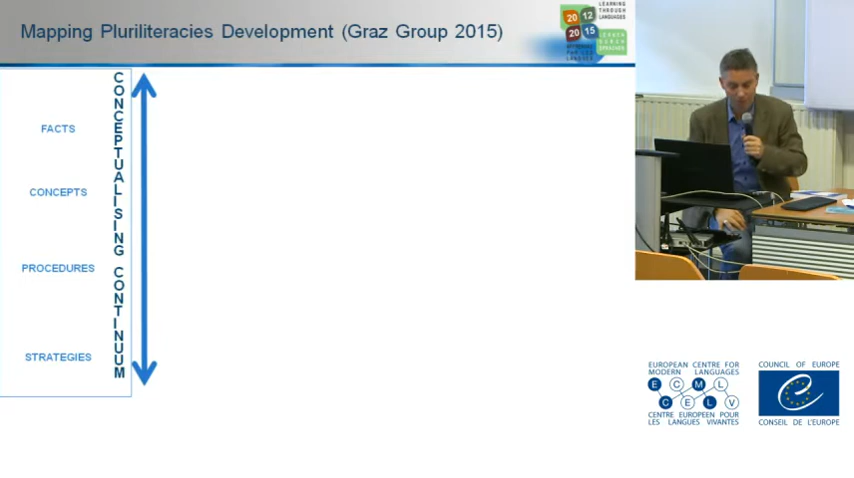 Mapping Pluriliteracies Development (Graz Group 2015)
LEARNING
THROUGH
LANGUAGES
20 12
20 15
FACTS
CONCEPTS
PROCEDURES
STRATEGIES
CONCEPTUALISING CONTINUUM
EUROPEAN CENTRE FOR
MODERN LANGUAGES
E C M L
C E L V
CENTRE EUROPEEN POUR
LES LANGUES VIVANTES
COUNCIL OF EUROPE
CONSEIL DE L'EUROPE